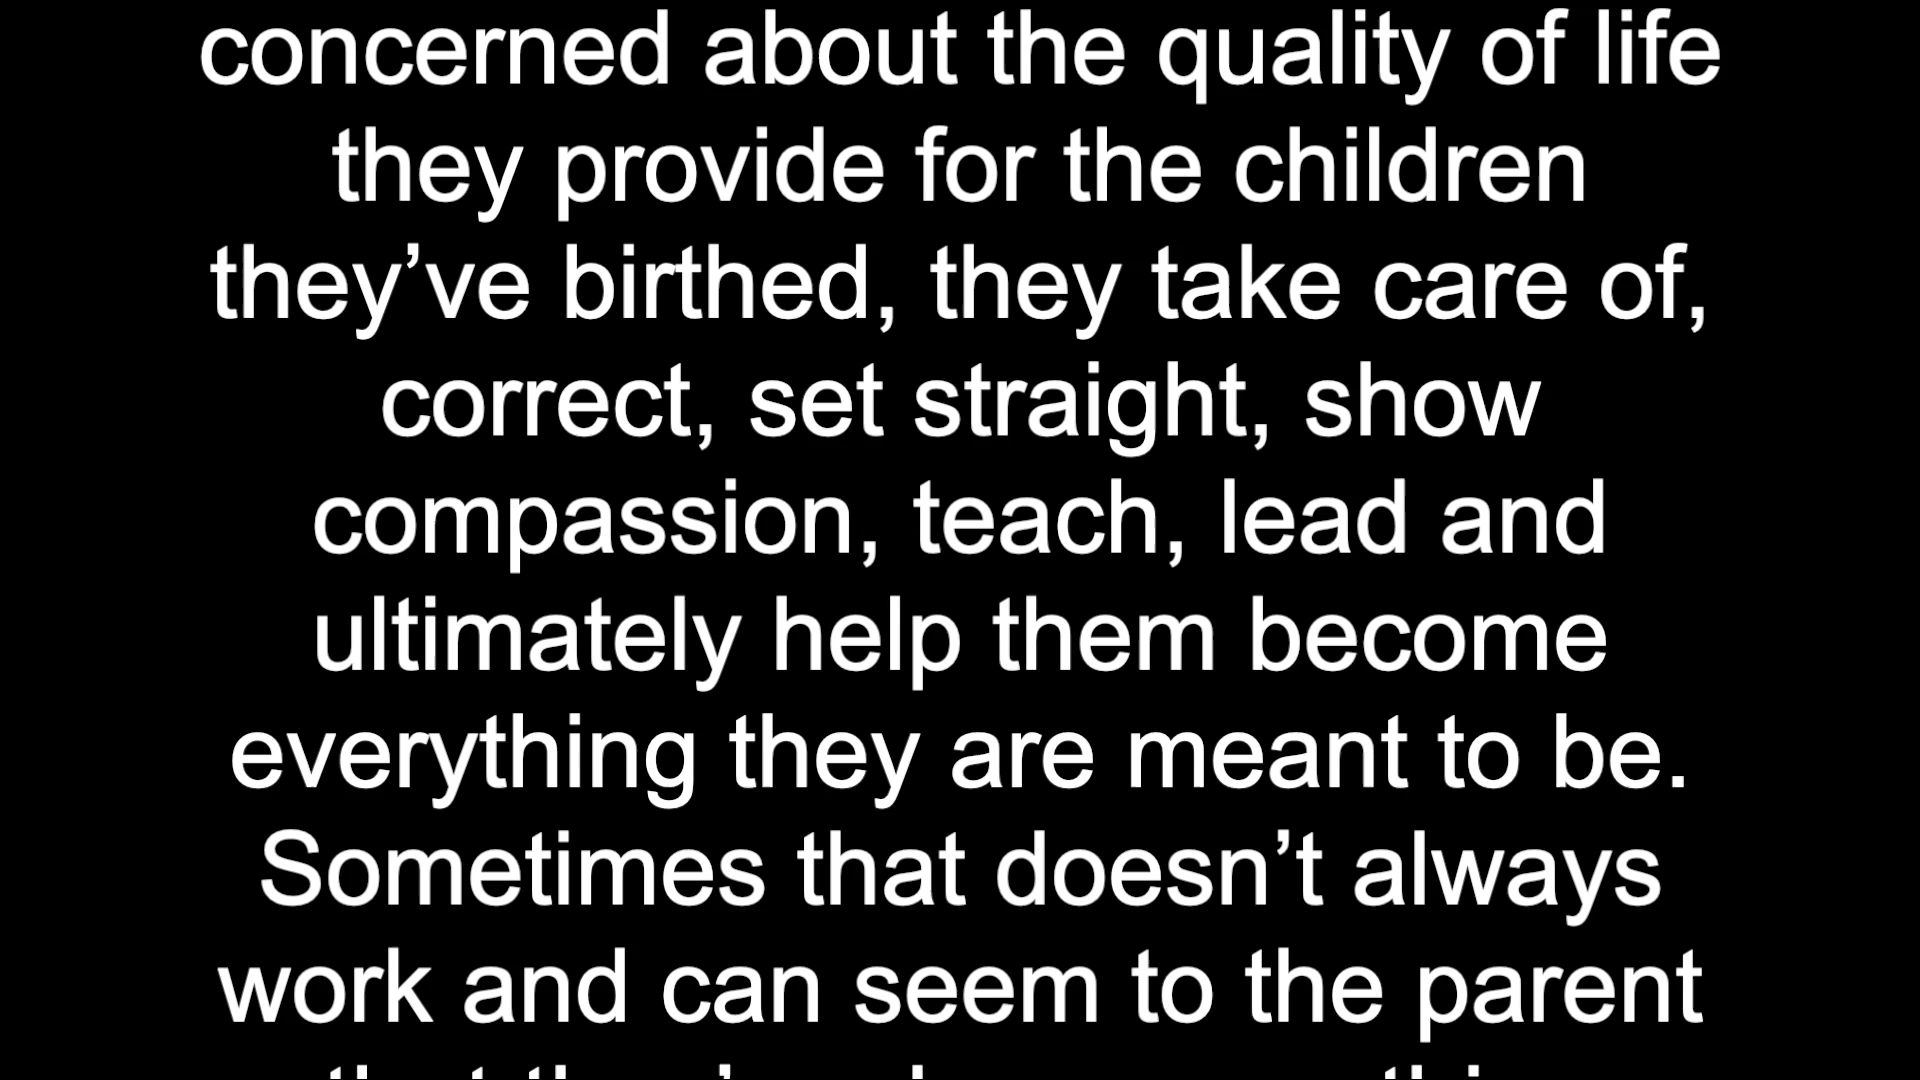 concerned about the quality of life
they provide for the children
they’ve birthed, they take care of,
correct, set straight, show
compassion, teach, lead and
ultimately help them become
everything they are meant to be.
Sometimes that doesn’t always
work and can seem to the parent